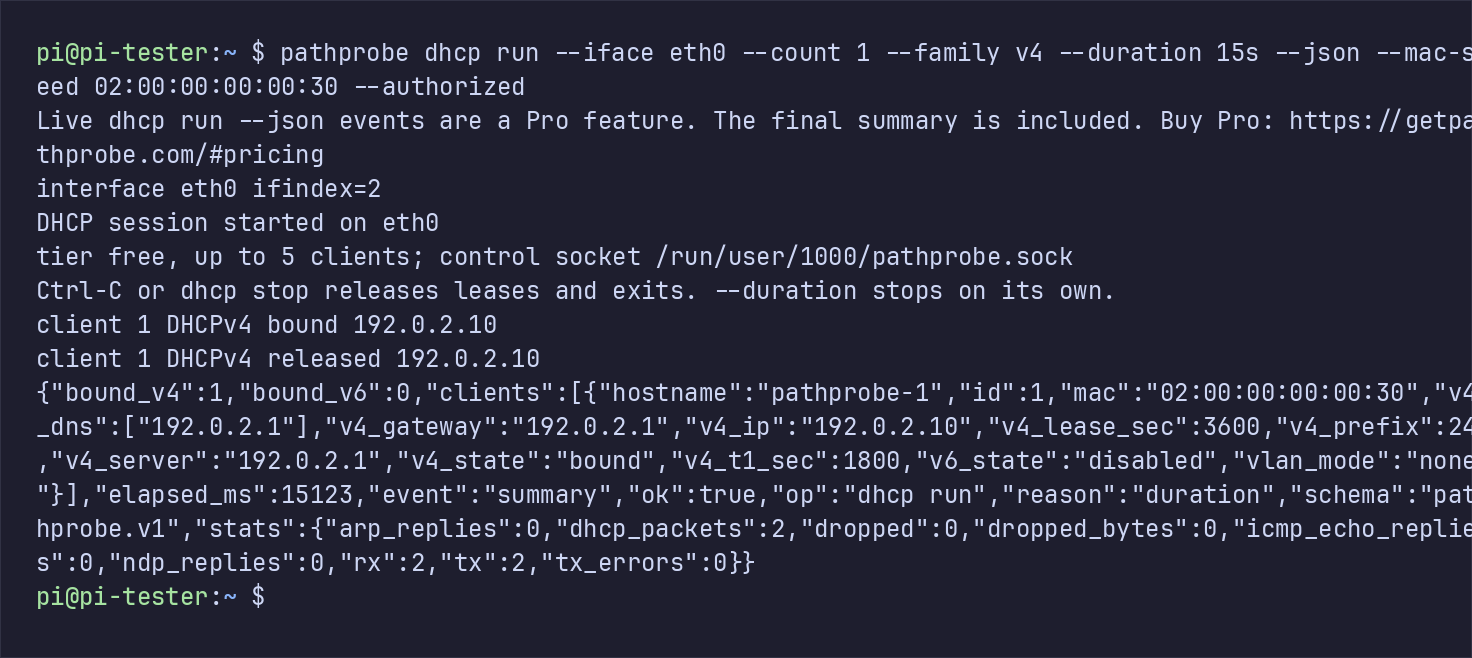 pi@pi-tester:~ $ pathprobe dhcp run --iface eth0 --count 1 --family v4 --duration 15s --json --mac-s
eed 02:00:00:00:00:30 --authorized
Live dhcp run --json events are a Pro feature. The final summary is included. Buy Pro: https://getpa
thprobe.com/#pricing
interface eth0 ifindex=2
DHCP session started on eth0
tier free, up to 5 clients; control socket /run/user/1000/pathprobe.sock
Ctrl-C or dhcp stop releases leases and exits. --duration stops on its own.
client 1 DHCPv4 bound 192.0.2.10
client 1 DHCPv4 released 192.0.2.10
{"bound_v4":1,"bound_v6":0,"clients":[{"hostname":"pathprobe-1","id":1,"mac":"02:00:00:00:00:30","v4
_dns":["192.0.2.1"],"v4_gateway":"192.0.2.1","v4_ip":"192.0.2.10","v4_lease_sec":3600,"v4_prefix":24
,"v4_server":"192.0.2.1","v4_state":"bound","v4_t1_sec":1800,"v6_state":"disabled","vlan_mode":"none
"}],"elapsed_ms":15123,"event":"summary","ok":true,"op":"dhcp run","reason":"duration","schema":"pat
hprobe.v1","stats":{"arp_replies":0,"dhcp_packets":2,"dropped":0,"dropped_bytes":0,"icmp_echo_replie
s":0,"ndp_replies":0,"rx":2,"tx":2,"tx_errors":0}}
pi@pi-tester:~ $